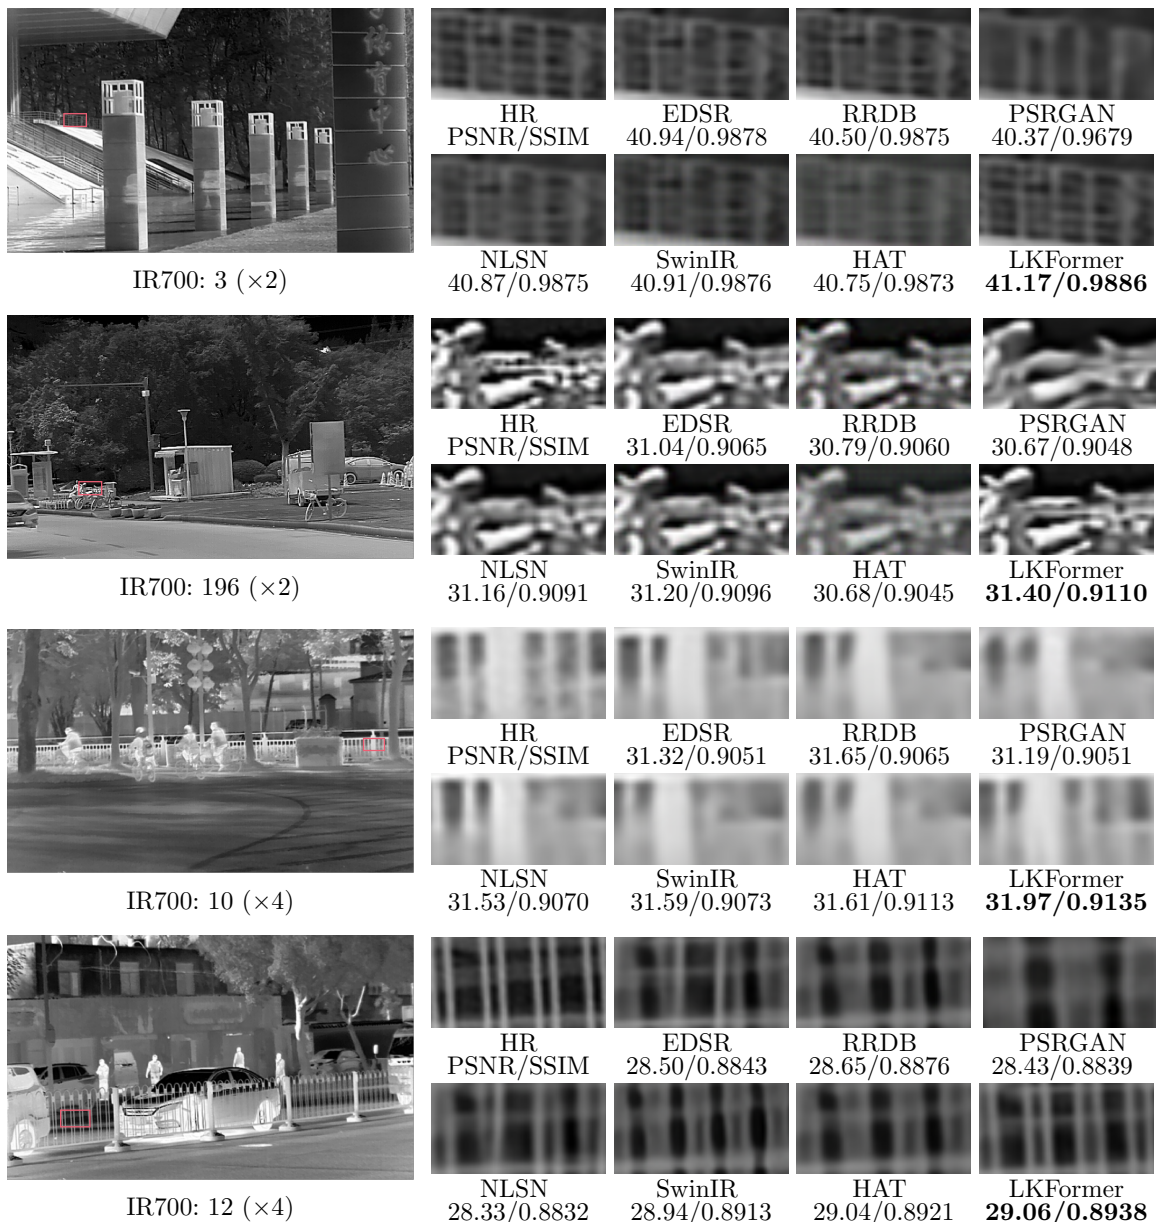 HR EDSR RRDB PSRGAN
PSNR/SSIM 40.94/0.9878 40.50/0.9875 40.37/0.9679
NLSN SwinIR HAT LKFormer
40.87/0.9875 40.91/0.9876 40.75/0.9873 41.17/0.9886
IR700: 3 (×2)
HR EDSR RRDB PSRGAN
PSNR/SSIM 31.04/0.9065 30.79/0.9060 30.67/0.9048
NLSN SwinIR HAT LKFormer
31.16/0.9091 31.20/0.9096 30.68/0.9045 31.40/0.9110
IR700: 196 (×2)
HR EDSR RRDB PSRGAN
PSNR/SSIM 31.32/0.9051 31.65/0.9065 31.19/0.9051
NLSN SwinIR HAT LKFormer
31.53/0.9070 31.59/0.9073 31.61/0.9113 31.97/0.9135
IR700: 10 (×4)
HR EDSR RRDB PSRGAN
PSNR/SSIM 28.50/0.8843 28.65/0.8876 28.43/0.8839
NLSN SwinIR HAT LKFormer
28.33/0.8832 28.94/0.8913 29.04/0.8921 29.06/0.8938
IR700: 12 (×4)